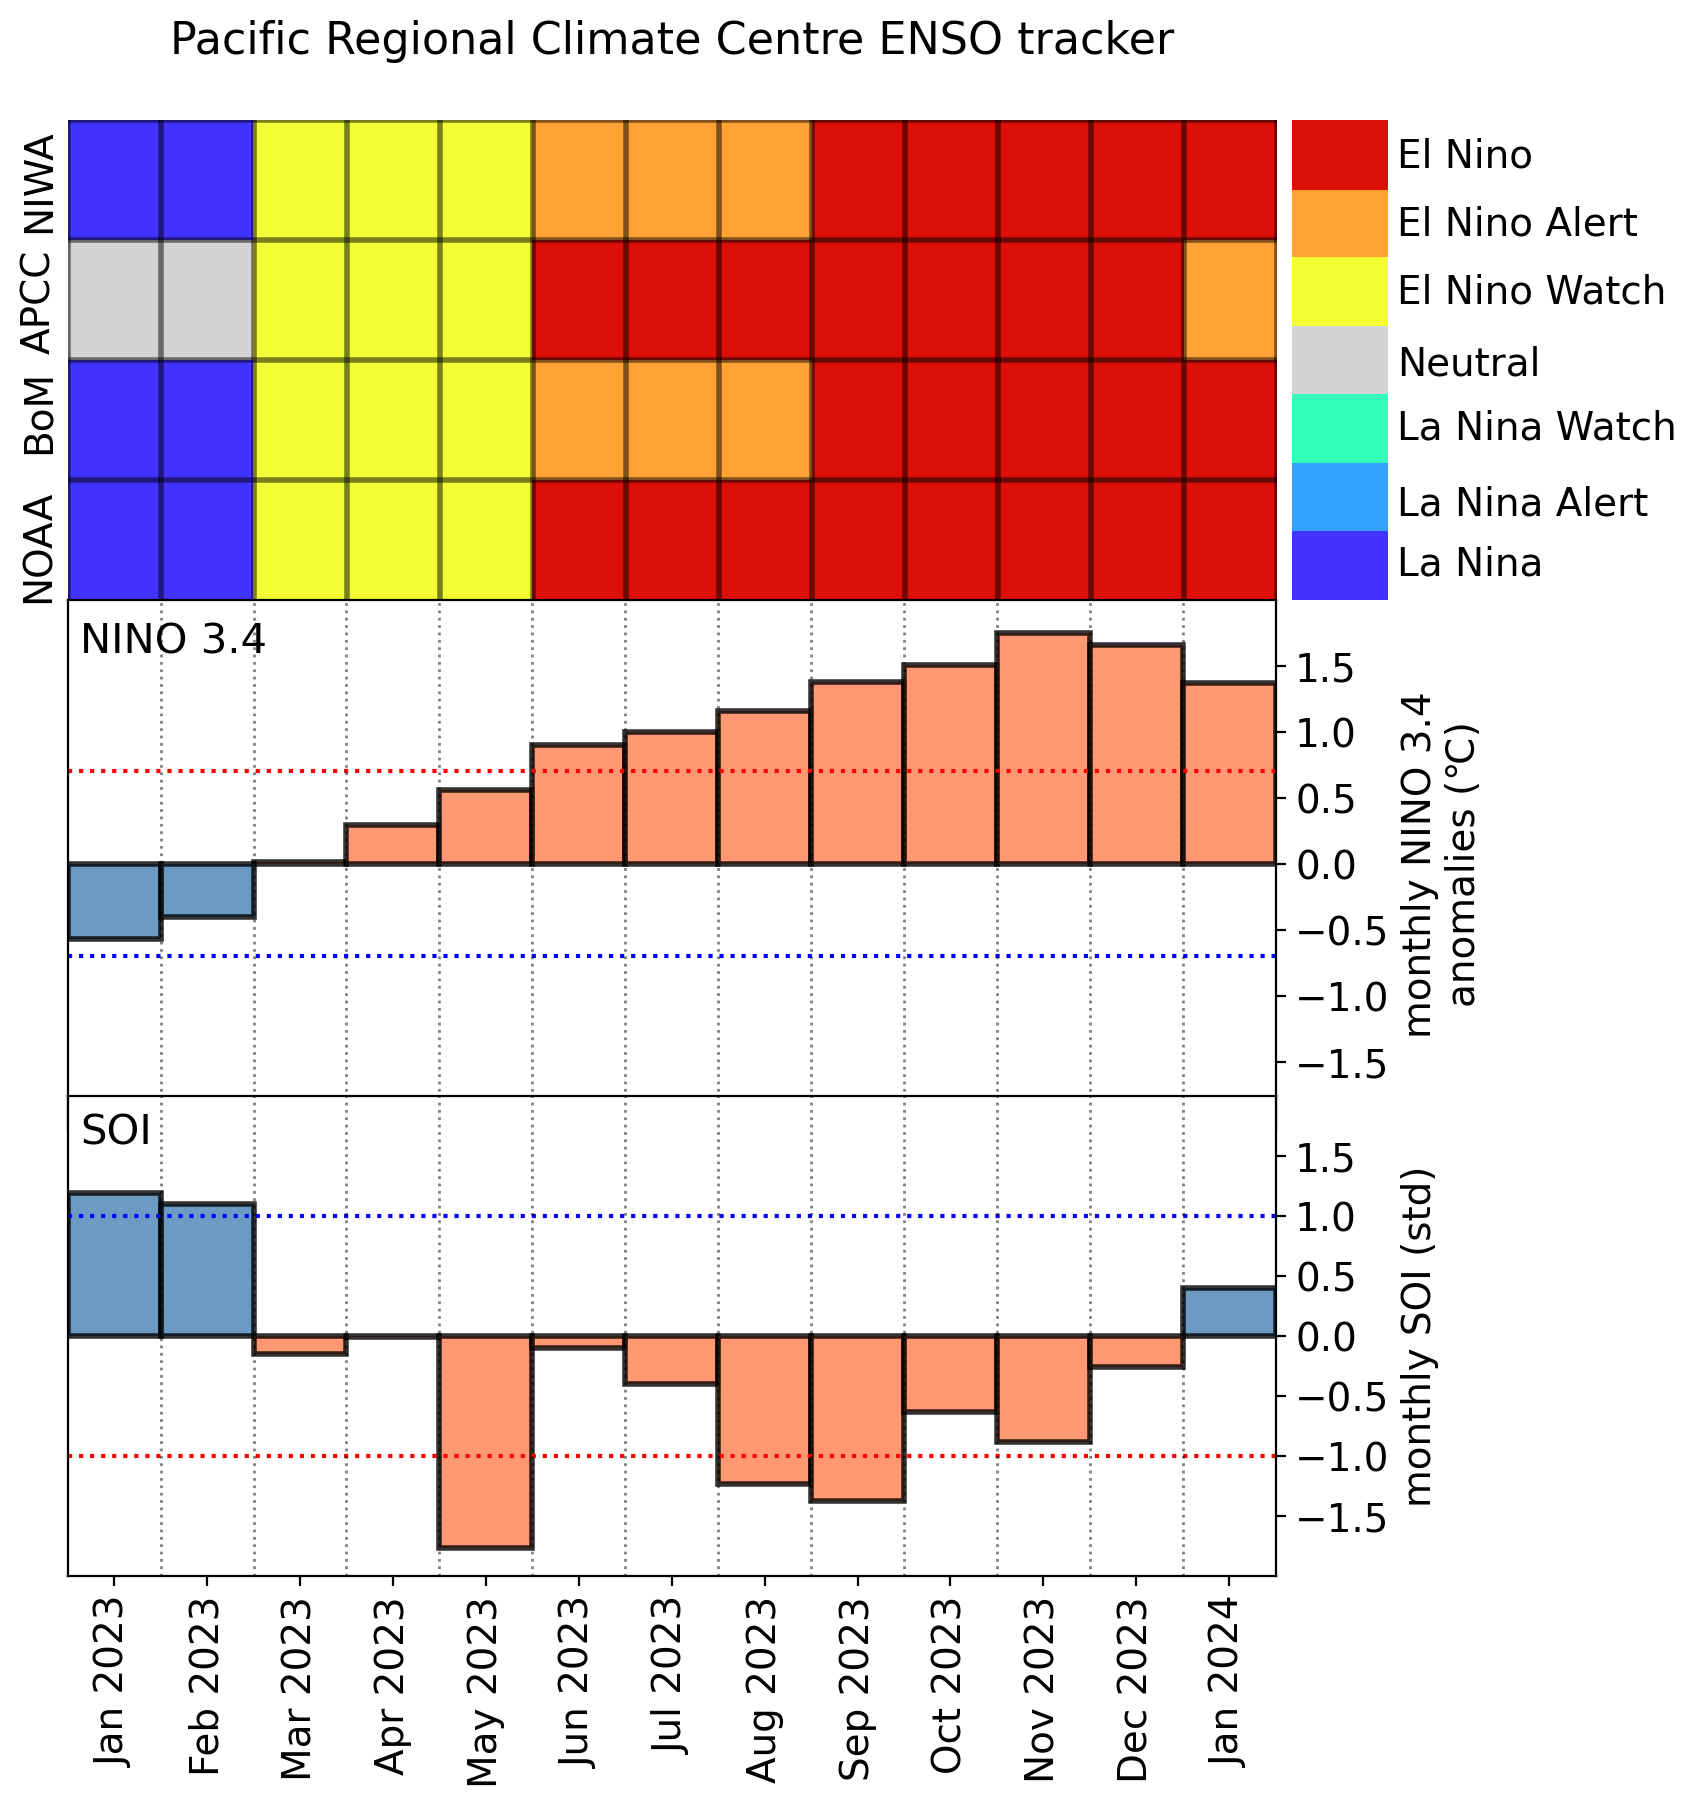 Pacific Regional Climate Centre ENSO tracker
NIWA
APCC
BoM
NOAA
El Nino
El Nino Alert
El Nino Watch
Neutral
La Nina Watch
La Nina Alert
La Nina
NINO 3.4
1.5
1.0
0.5
0.0
−0.5
−1.0
−1.5
monthly NINO 3.4
anomalies (°C)
SOI
1.5
1.0
0.5
0.0
−0.5
−1.0
−1.5
monthly SOI (std)
Jan 2023
Feb 2023
Mar 2023
Apr 2023
May 2023
Jun 2023
Jul 2023
Aug 2023
Sep 2023
Oct 2023
Nov 2023
Dec 2023
Jan 2024